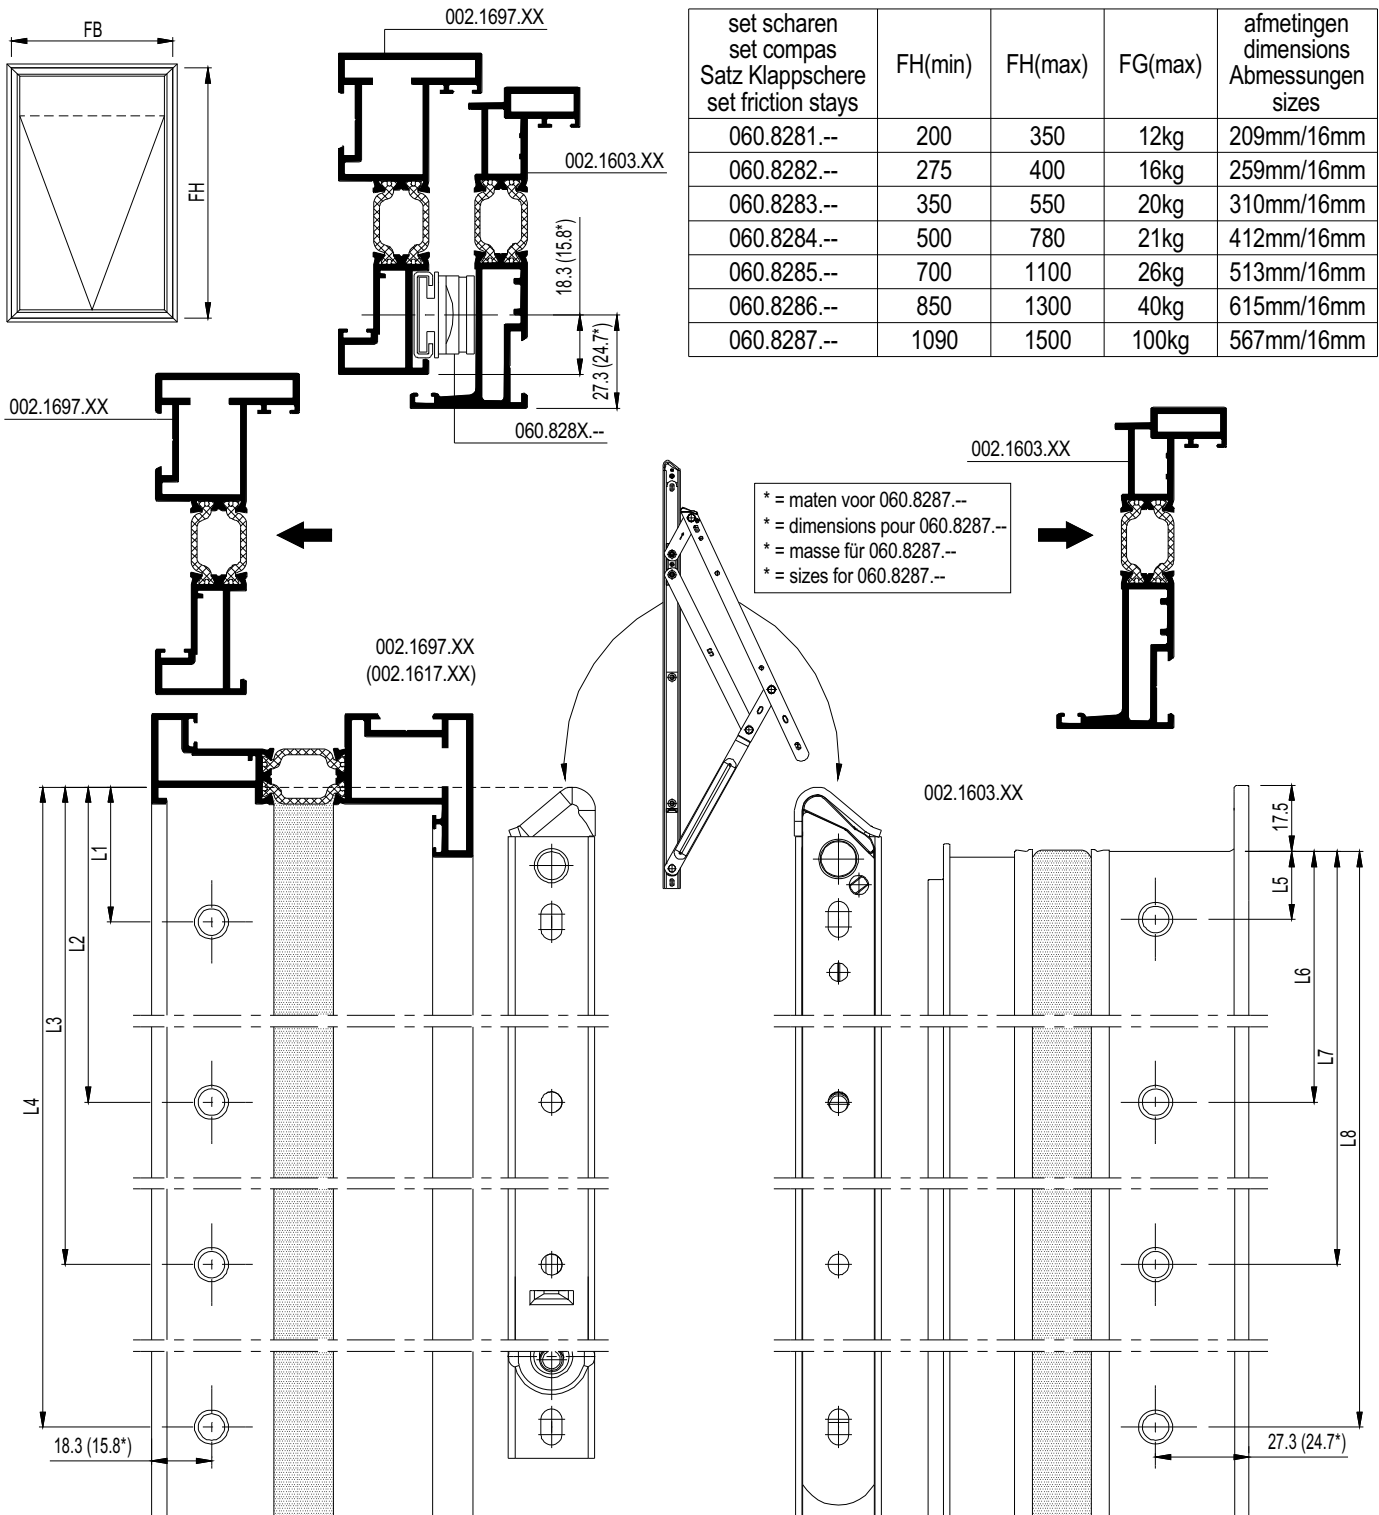 FB
FH
002.1697.XX
002.1603.XX
18.3 (15.8*)
27.3 (24.7*)
060.828X.--
set scharen
set compas
Satz Klappschere
set friction stays
FH(min)
FH(max)
FG(max)
afmetingen
dimensions
Abmessungen
sizes
060.8281.-- 200 350 12kg 209mm/16mm
060.8282.-- 275 400 16kg 259mm/16mm
060.8283.-- 350 550 20kg 310mm/16mm
060.8284.-- 500 780 21kg 412mm/16mm
060.8285.-- 700 1100 26kg 513mm/16mm
060.8286.-- 850 1300 40kg 615mm/16mm
060.8287.-- 1090 1500 100kg 567mm/16mm
002.1697.XX
002.1603.XX
* = maten voor 060.8287.--
* = dimensions pour 060.8287.--
* = masse für 060.8287.--
* = sizes for 060.8287.--
002.1697.XX
(002.1617.XX)
002.1603.XX
17.5
L1
L2
L3
L4
L5
L6
L7
L8
18.3 (15.8*)
27.3 (24.7*)